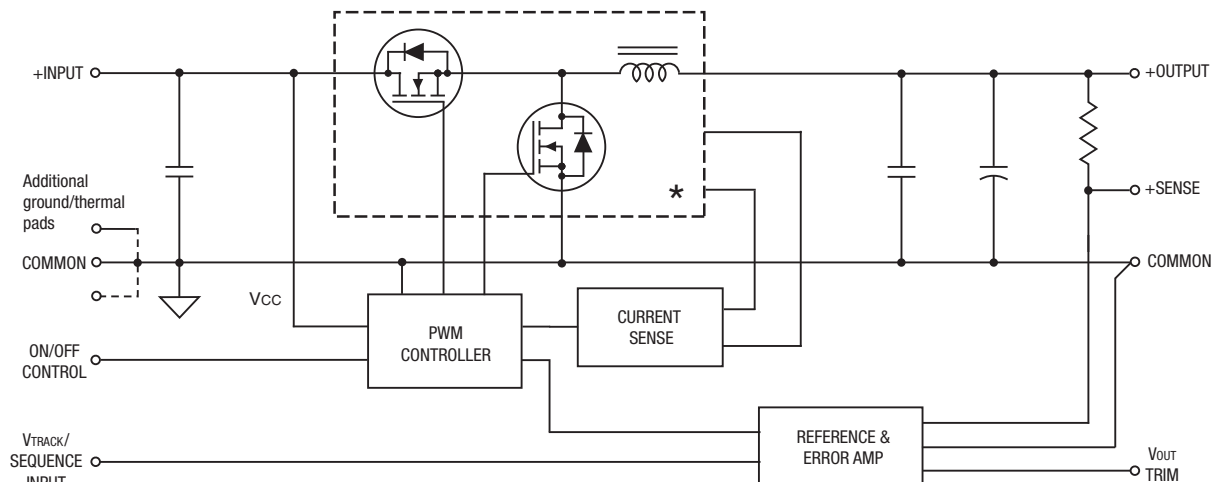 +INPUT
+OUTPUT
Additional
ground/thermal
pads
*
+SENSE
COMMON
COMMON
VCC
PWM
CONTROLLER
CURRENT
SENSE
ON/OFF
CONTROL
VTRACK/
SEQUENCE
INPUT
REFERENCE &
ERROR AMP
VOUT
TRIM